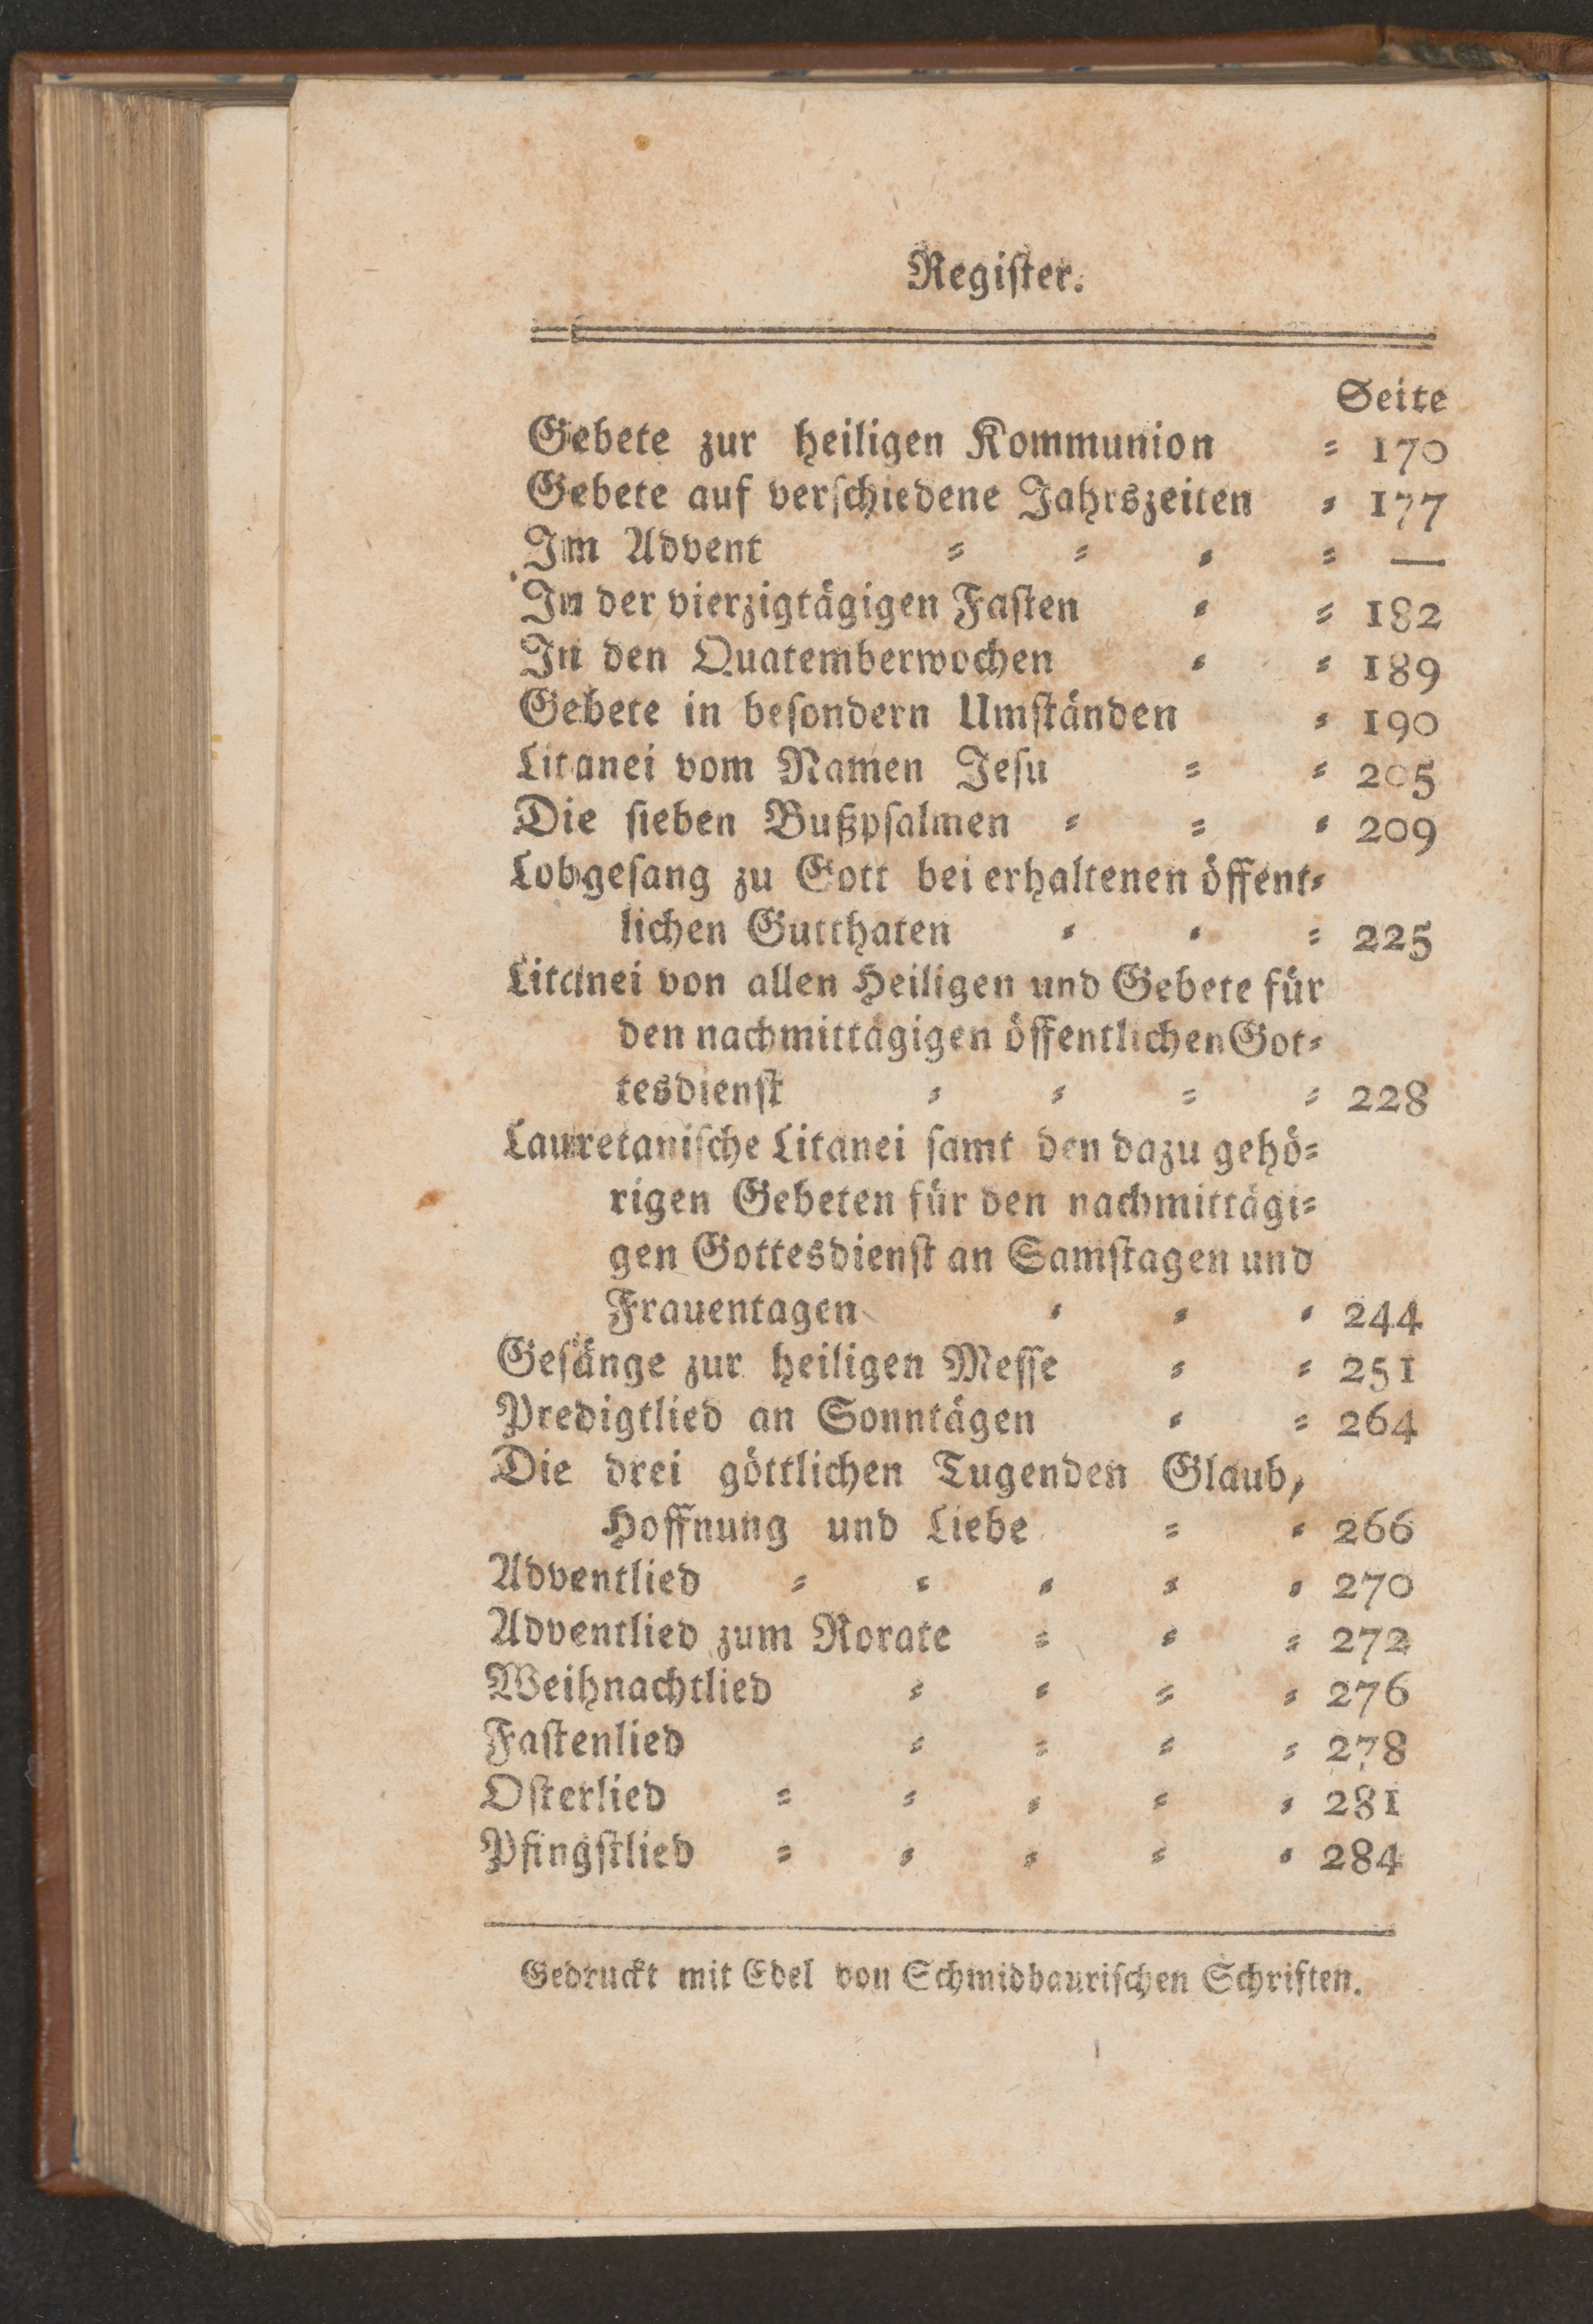 Regiſter.
Seite
Gebete zur heiligen Kommunion ⸗ 170
Gebete auf verſchiedene Jahrszeiten ⸗ 177
Im Advent ⸗ ⸗ ⸗ ⸗ —
In der vierzigtägigen Faſten ⸗ ⸗ 182
In den Quatemberwochen ⸗ ⸗ 189
Gebete in beſondern Umſtänden ⸗ 190
Litanei vom Namen Jeſu ⸗ ⸗ 205
Die ſieben Bußpſalmen ⸗ ⸗ ⸗ 209
Lobgeſang zu Gott bei erhaltenen öffent⸗
lichen Gutthaten ⸗ ⸗ ⸗ 225
Litanei von allen Heiligen und Gebete für
den nachmittägigen öffentlichen Got⸗
tesdienſt ⸗ ⸗ ⸗ ⸗ 228
Lauretaniſche Litanei ſamt den dazu gehö⸗
rigen Gebeten für den nachmittägi⸗
gen Gottesdienſt an Samſtagen und
Frauentagen ⸗ ⸗ ⸗ 244
Geſänge zur heiligen Meſſe ⸗ ⸗ 251
Predigtlied an Sonntägen ⸗ ⸗ 264
Die drei göttlichen Tugenden Glaub,
Hoffnung und Liebe ⸗ ⸗ 266
Adventlied ⸗ ⸗ ⸗ ⸗ ⸗ 270
Adventlied zum Rorate ⸗ ⸗ ⸗ 272
Weihnachtlied ⸗ ⸗ ⸗ ⸗ 276
Faſtenlied ⸗ ⸗ ⸗ ⸗ 278
Oſterlied ⸗ ⸗ ⸗ ⸗ ⸗ 281
Pfingſtlied ⸗ ⸗ ⸗ ⸗ ⸗ 284
Gedruckt mit Edel von Schmidbauriſchen Schriften.